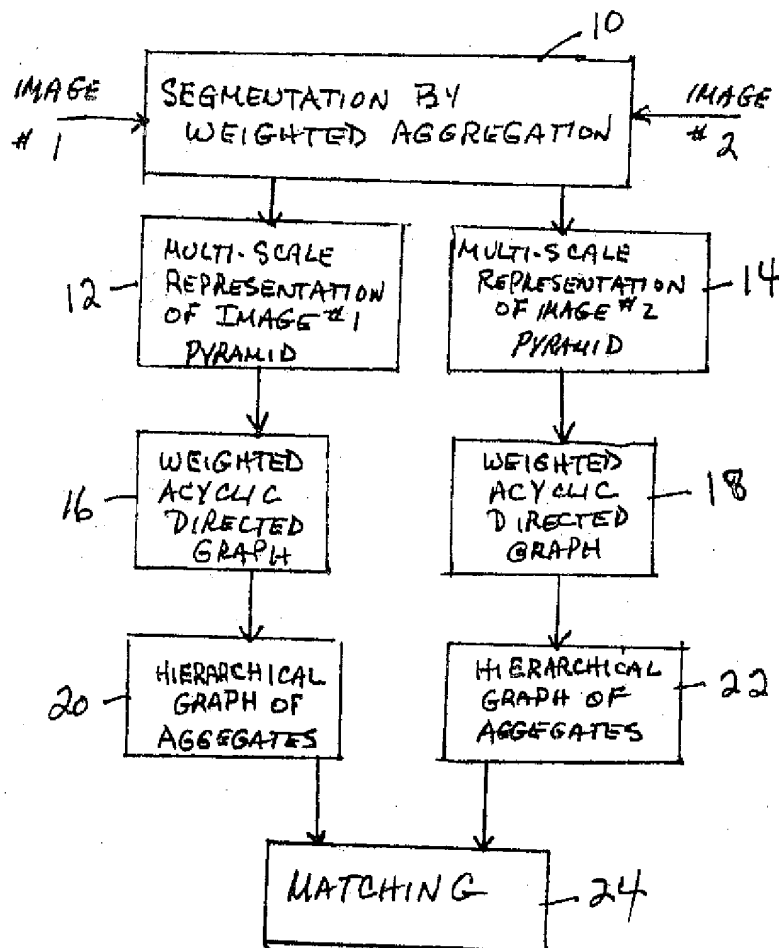 10
IMAGE
# 1
SEGMENTATION BY
WEIGHTED AGGREGATION
IMAGE
# 2
12
MULTI-SCALE
REPRESENTATION
OF IMAGE #1
PYRAMID
MULTI-SCALE
REPRESENTATION
OF IMAGE #2
PYRAMID
14
16
WEIGHTED
ACYCLIC
DIRECTED
GRAPH
WEIGHTED
ACYCLIC
DIRECTED
GRAPH
18
20
HIERARCHICAL
GRAPH OF
AGGEGATES
HIERARCHICAL
GRAPH OF
AGGEGATES
22
MATCHING
24